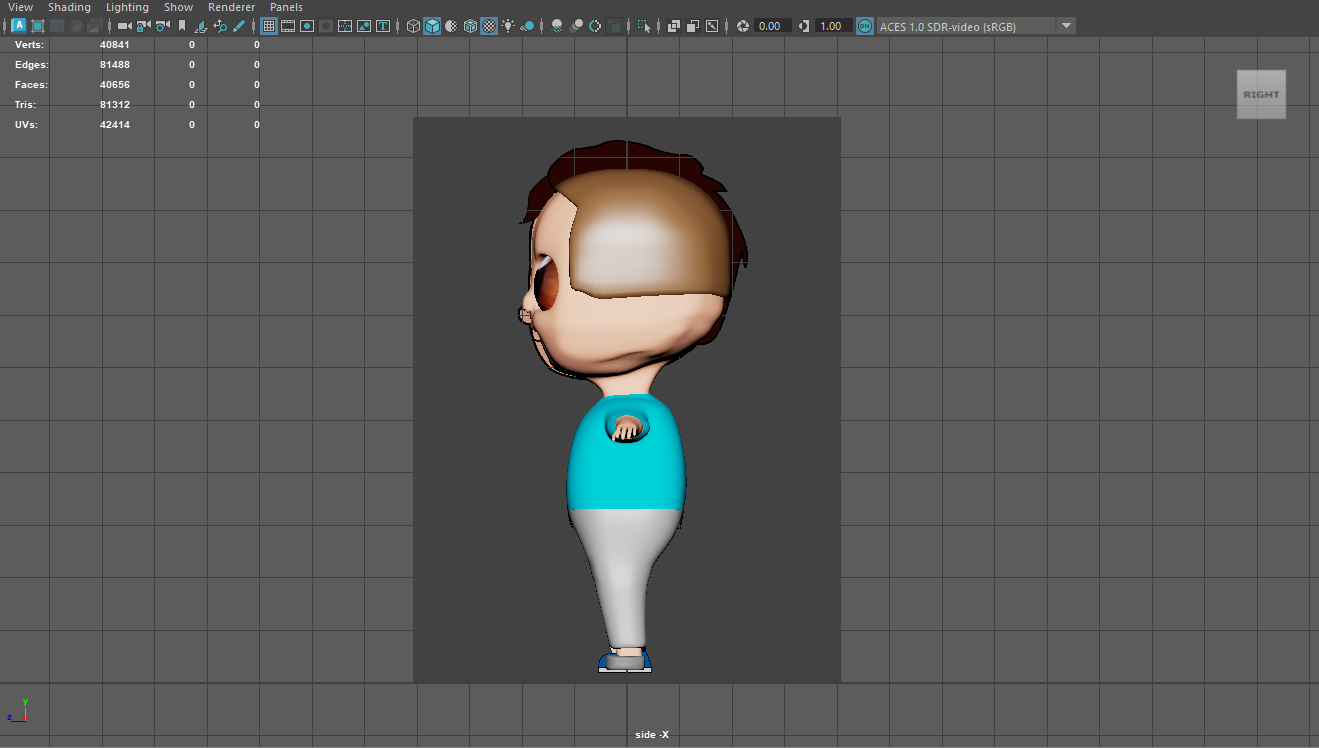 View Shading Lighting Show Renderer Panels
A T 0.00 1.00 ON ACES 1.0 SDR-video (sRGB)
Verts: 40841 0 0
Edges: 81488 0 0
Faces: 40656 0 0
Tris: 81312 0 0
UVs: 42414 0 0
RIGHT
y
z
side -X